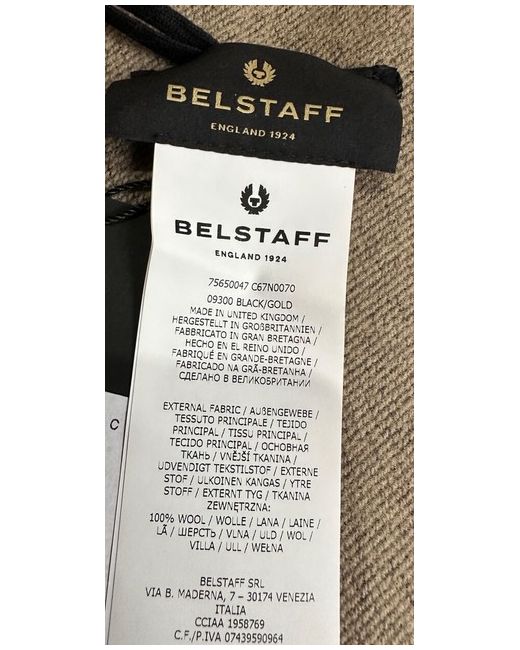 BELSTAFF
ENGLAND 1924
BELSTAFF
ENGLAND 1924
75650047 C67N0070
09300 BLACK/GOLD
MADE IN UNITED KINGDOM /
HERGESTELLT IN GROßBRITANNIEN /
FABBRICATO IN GRAN BRETAGNA /
HECHO EN EL REINO UNIDO /
FABRIQUÉ EN GRANDE-BRETAGNE /
FABRICADO NA GRÃ-BRETANHA /
СДЕЛАНО В ВЕЛИКОБРИТАНИИ
C
EXTERNAL FABRIC / AUßENGEWEBE /
TESSUTO PRINCIPALE / TEJIDO
PRINCIPAL / TISSU PRINCIPAL /
TECIDO PRINCIPAL / ОСНОВНАЯ
ТКАНЬ / VNĚJŠÍ TKANINA /
UDVENDIGT TEKSTILSTOF / EXTERNE
STOF / ULKOINEN KANGAS / YTRE
STOFF / EXTERNT TYG / TKANINA
ZEWNĘTRZNA:
100% WOOL / WOLLE / LANA / LAINE /
LÃ / ШЕРСТЬ / VLNA / ULD / WOL /
VILLA / ULL / WEŁNA
BELSTAFF SRL
VIA B. MADERNA, 7 – 30174 VENEZIA
ITALIA
CCIAA 1958769
C.F./P.IVA 07439590964